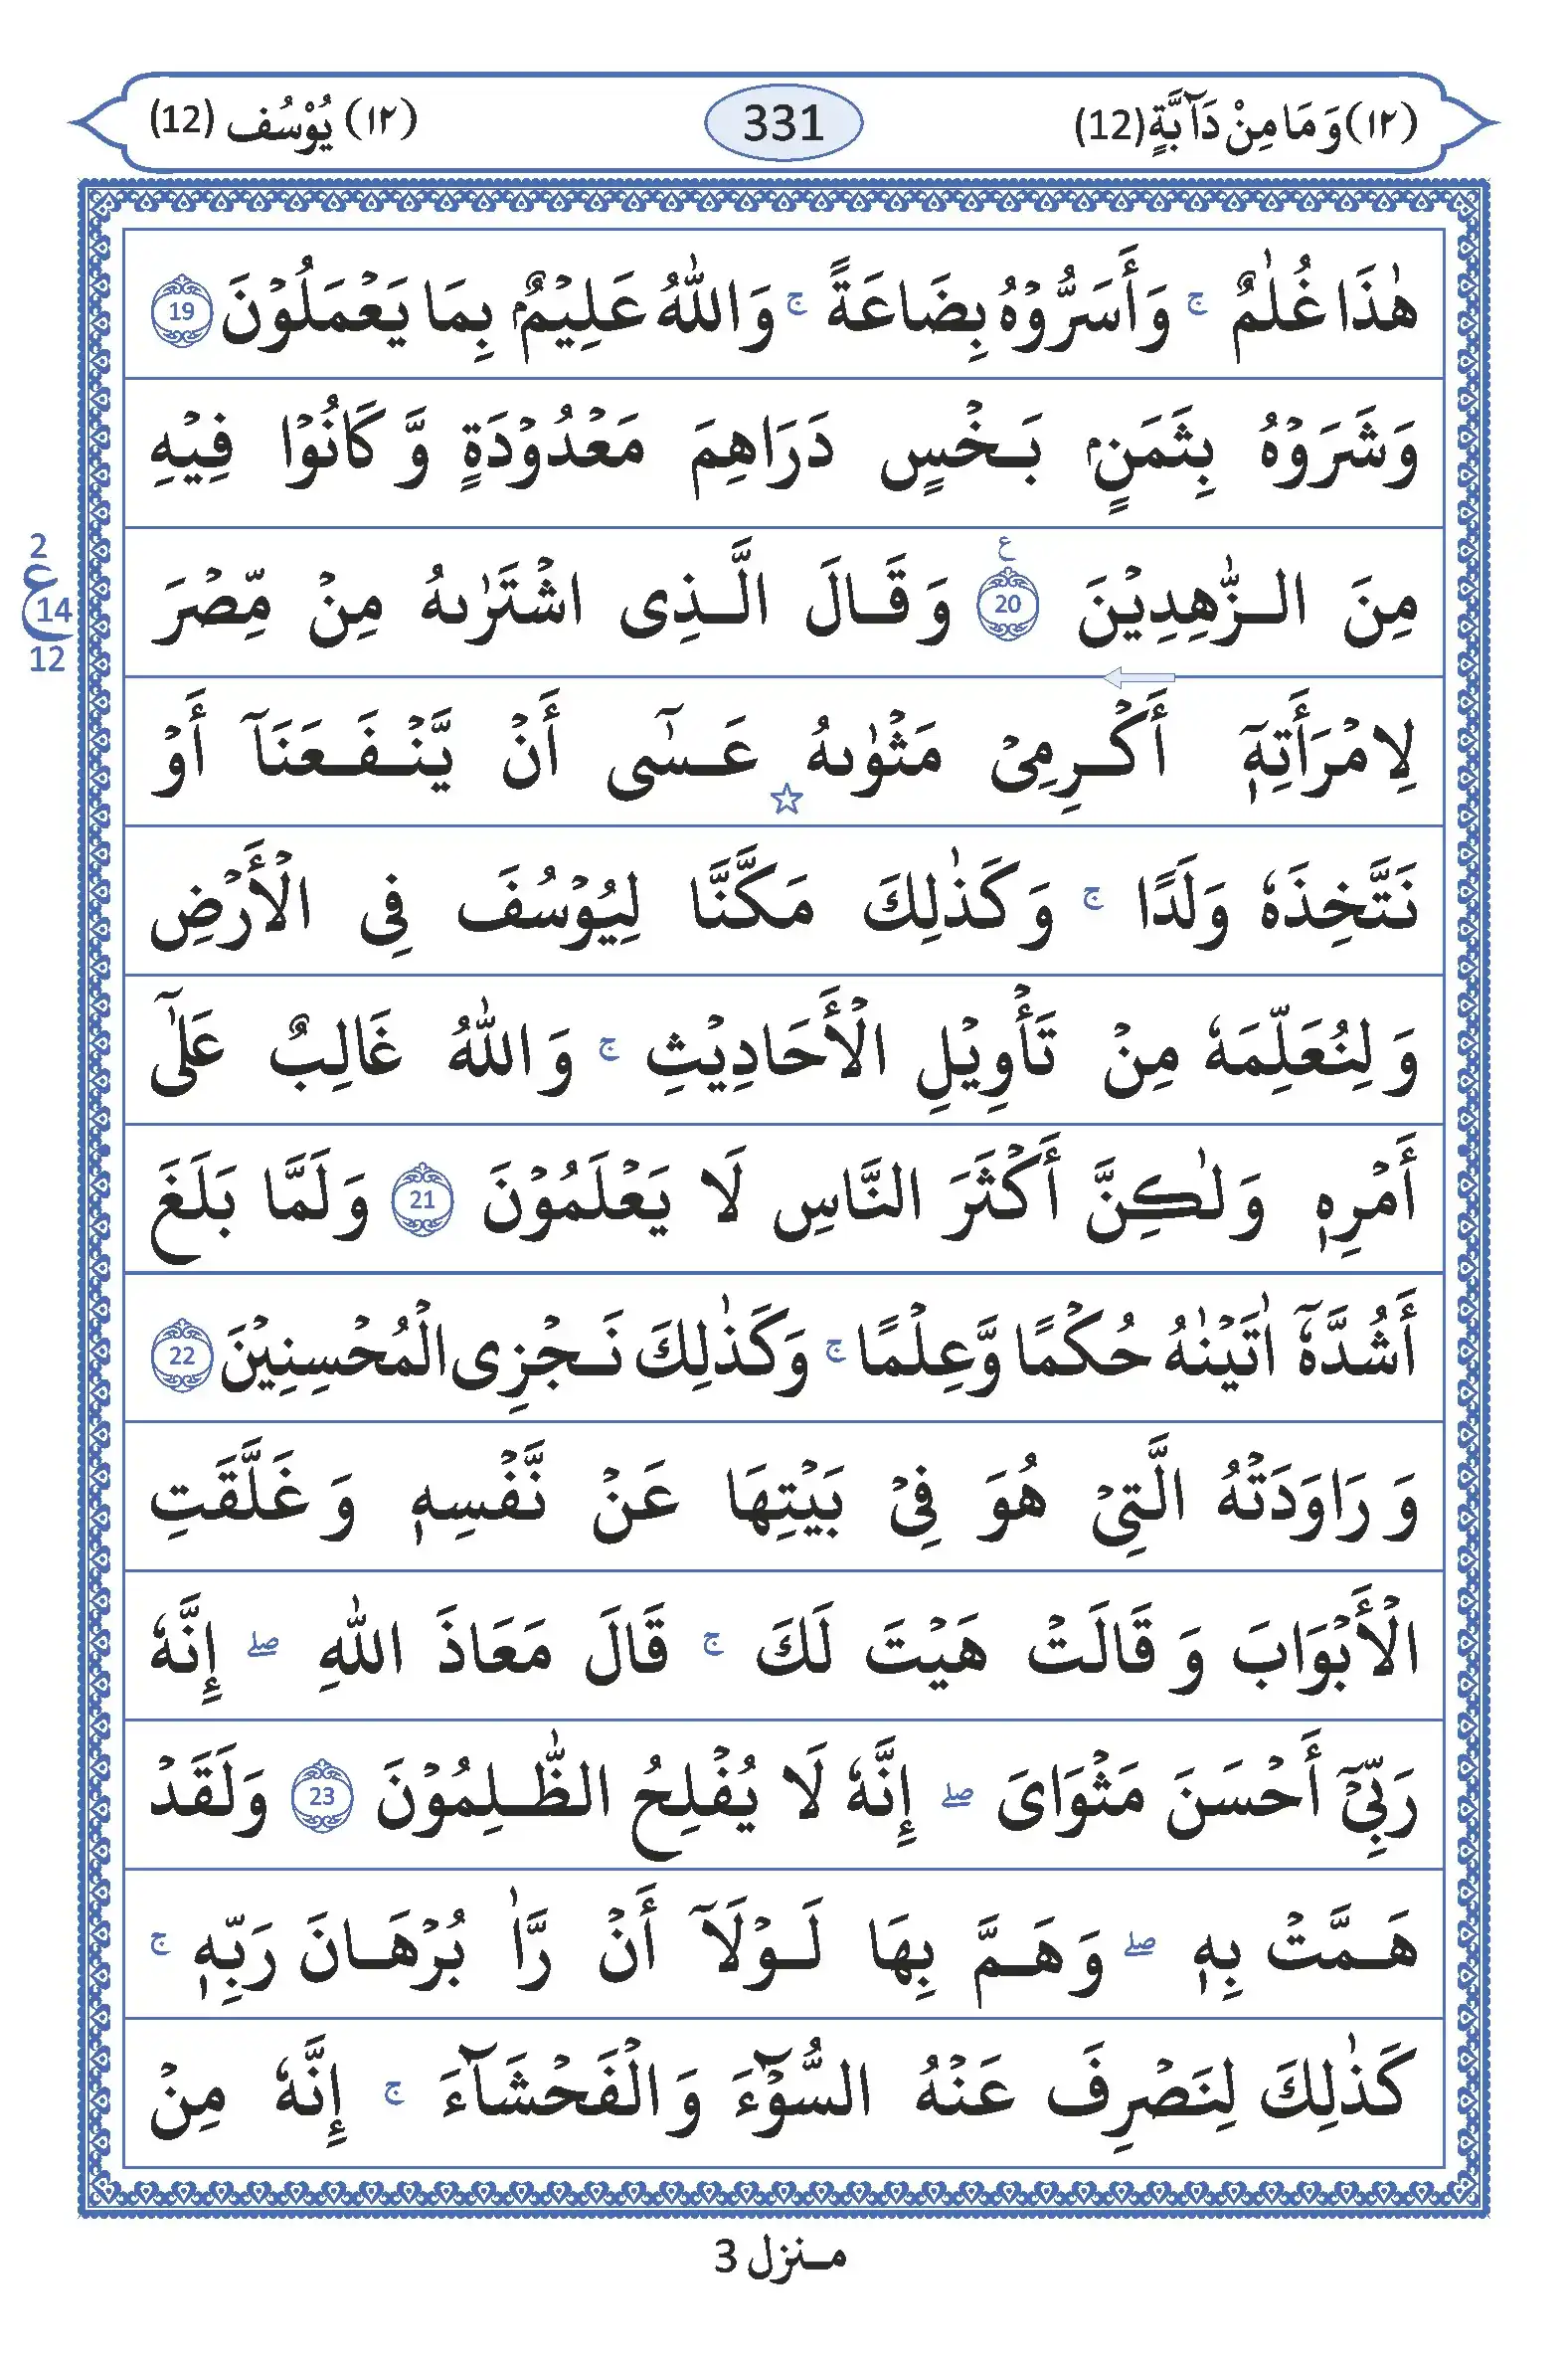 (١٢) وَمَا مِنْ دَآبَّةٍ (12) 331 (١٢) يُوْسُف (12)
هٰذَا غُلٰمٌ ۚ وَأَسَرُّوْهُ بِضَاعَةً ۚ وَاللّٰهُ عَلِيْمٌۢ بِمَا يَعْمَلُوْنَ 19
وَشَرَوْهُ بِثَمَنٍۢ بَخْسٍ دَرَاهِمَ مَعْدُوْدَةٍ وَّكَانُوْا فِيْهِ
2 ع 14 12
مِنَ الزّٰهِدِيْنَ 20 ع وَقَالَ الَّذِى اشْتَرٰىهُ مِنْ مِّصْرَ
لِامْرَأَتِهٖٓ أَكْرِمِىْ مَثْوٰىهُ عَسٰٓى أَنْ يَّنْفَعَنَآ أَوْ
نَتَّخِذَهٗ وَلَدًا ۚ وَكَذٰلِكَ مَكَّنَّا لِيُوْسُفَ فِى الْأَرْضِ
وَلِنُعَلِّمَهٗ مِنْ تَأْوِيْلِ الْأَحَادِيْثِ ۚ وَاللّٰهُ غَالِبٌ عَلٰٓى
أَمْرِهٖ وَلٰكِنَّ أَكْثَرَ النَّاسِ لَا يَعْلَمُوْنَ 21 وَلَمَّا بَلَغَ
أَشُدَّهٗٓ اٰتَيْنٰهُ حُكْمًا وَّعِلْمًا ۚ وَكَذٰلِكَ نَجْزِى الْمُحْسِنِيْنَ 22
وَرَاوَدَتْهُ الَّتِىْ هُوَ فِىْ بَيْتِهَا عَنْ نَّفْسِهٖ وَغَلَّقَتِ
الْأَبْوَابَ وَقَالَتْ هَيْتَ لَكَ ۚ قَالَ مَعَاذَ اللّٰهِ ۖ إِنَّهٗ
رَبِّىْٓ أَحْسَنَ مَثْوَاىَ ۖ إِنَّهٗ لَا يُفْلِحُ الظّٰلِمُوْنَ 23 وَلَقَدْ
هَمَّتْ بِهٖ ۖ وَهَمَّ بِهَا لَوْلَآ أَنْ رَّاٰ بُرْهَانَ رَبِّهٖ ۚ
كَذٰلِكَ لِنَصْرِفَ عَنْهُ السُّوْٓءَ وَالْفَحْشَآءَ ۚ إِنَّهٗ مِنْ
منزل 3